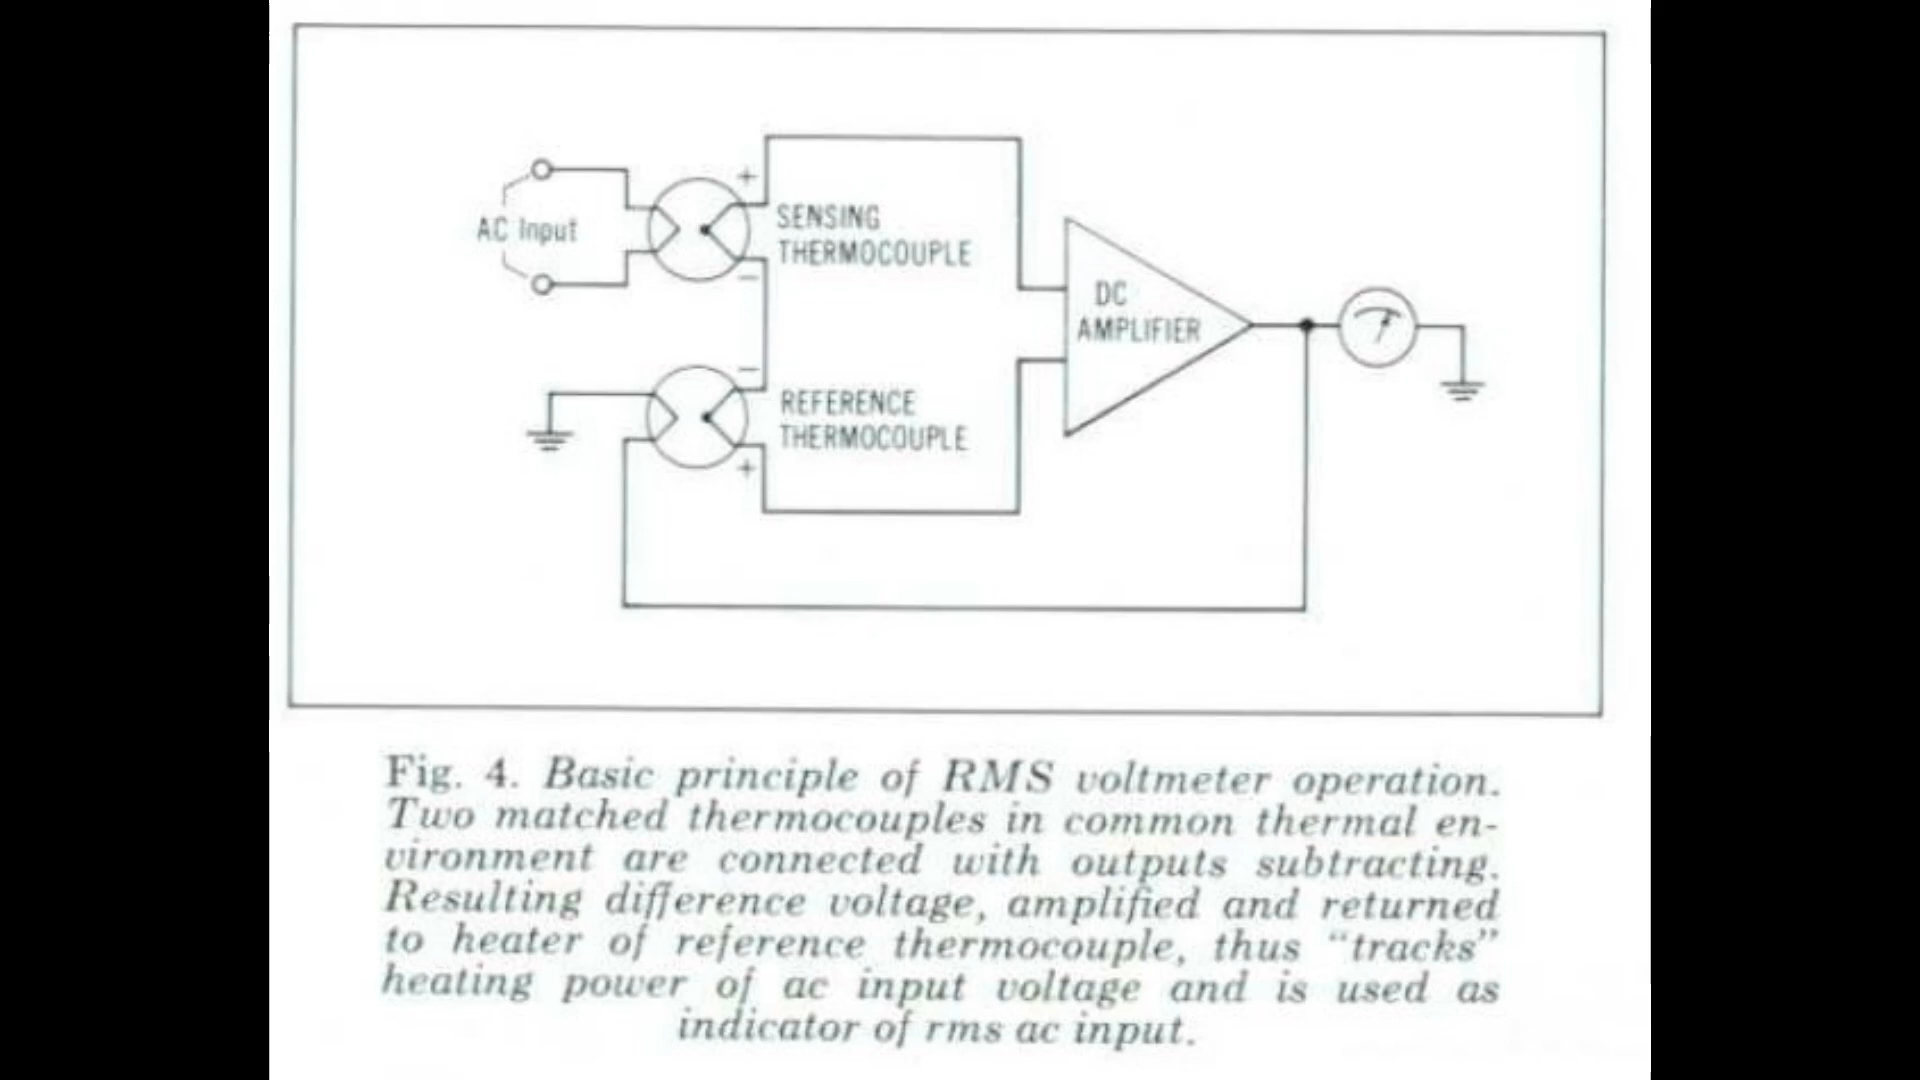 +
AC Input
SENSING
THERMOCOUPLE
−
DC
AMPLIFIER
−
REFERENCE
THERMOCOUPLE
+
Fig. 4. Basic principle of RMS voltmeter operation.
Two matched thermocouples in common thermal en-
vironment are connected with outputs subtracting.
Resulting difference voltage, amplified and returned
to heater of reference thermocouple, thus “tracks”
heating power of ac input voltage and is used as
indicator of rms ac input.